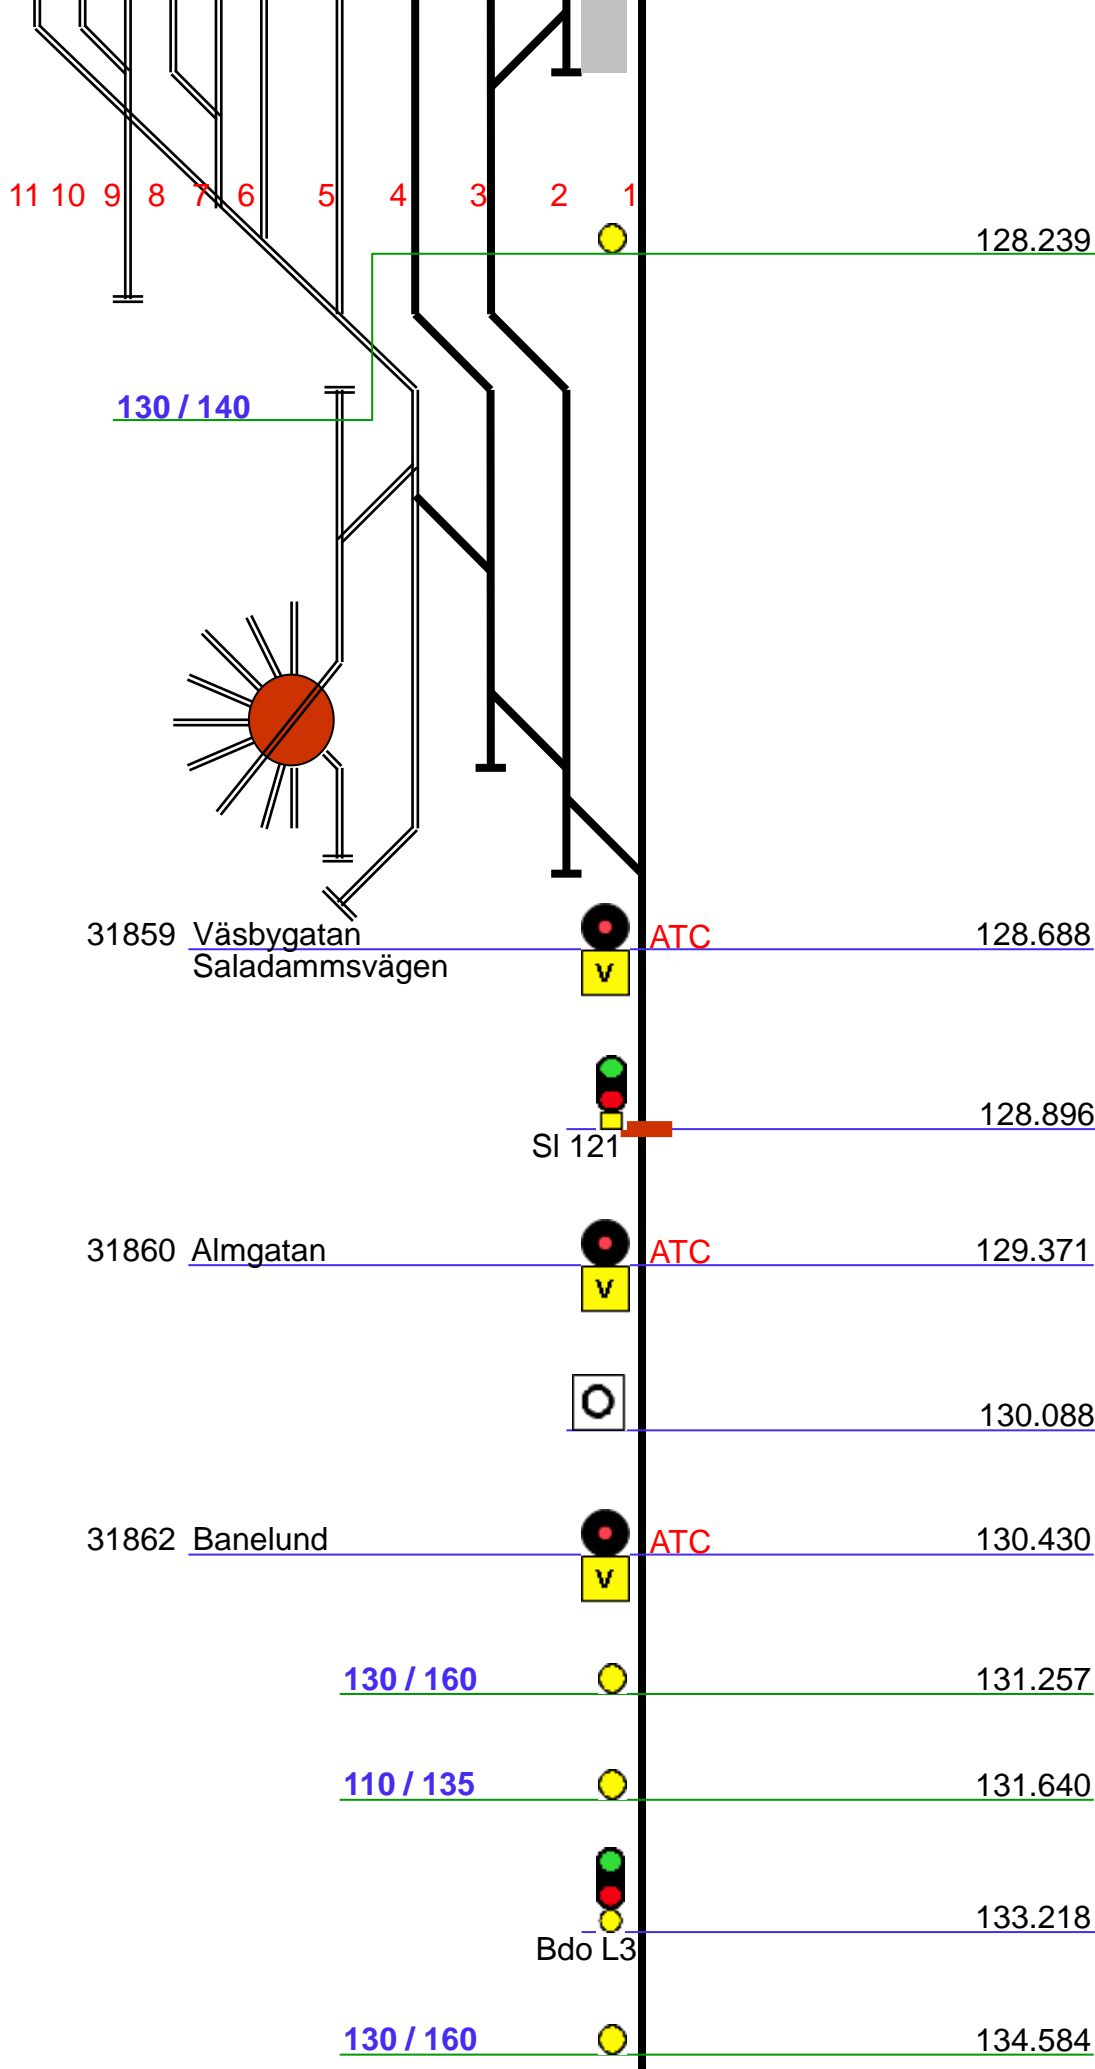 11 10 9 8 7 6 5 4 3 2 1
128.239
130 / 140
31859 Väsbygatan ATC 128.688
Saladammsvägen
V
128.896
Sl 121
31860 Almgatan ATC 129.371
V
O
130.088
31862 Banelund ATC 130.430
V
130 / 160 131.257
110 / 135 131.640
133.218
Bdo L3
130 / 160 134.584